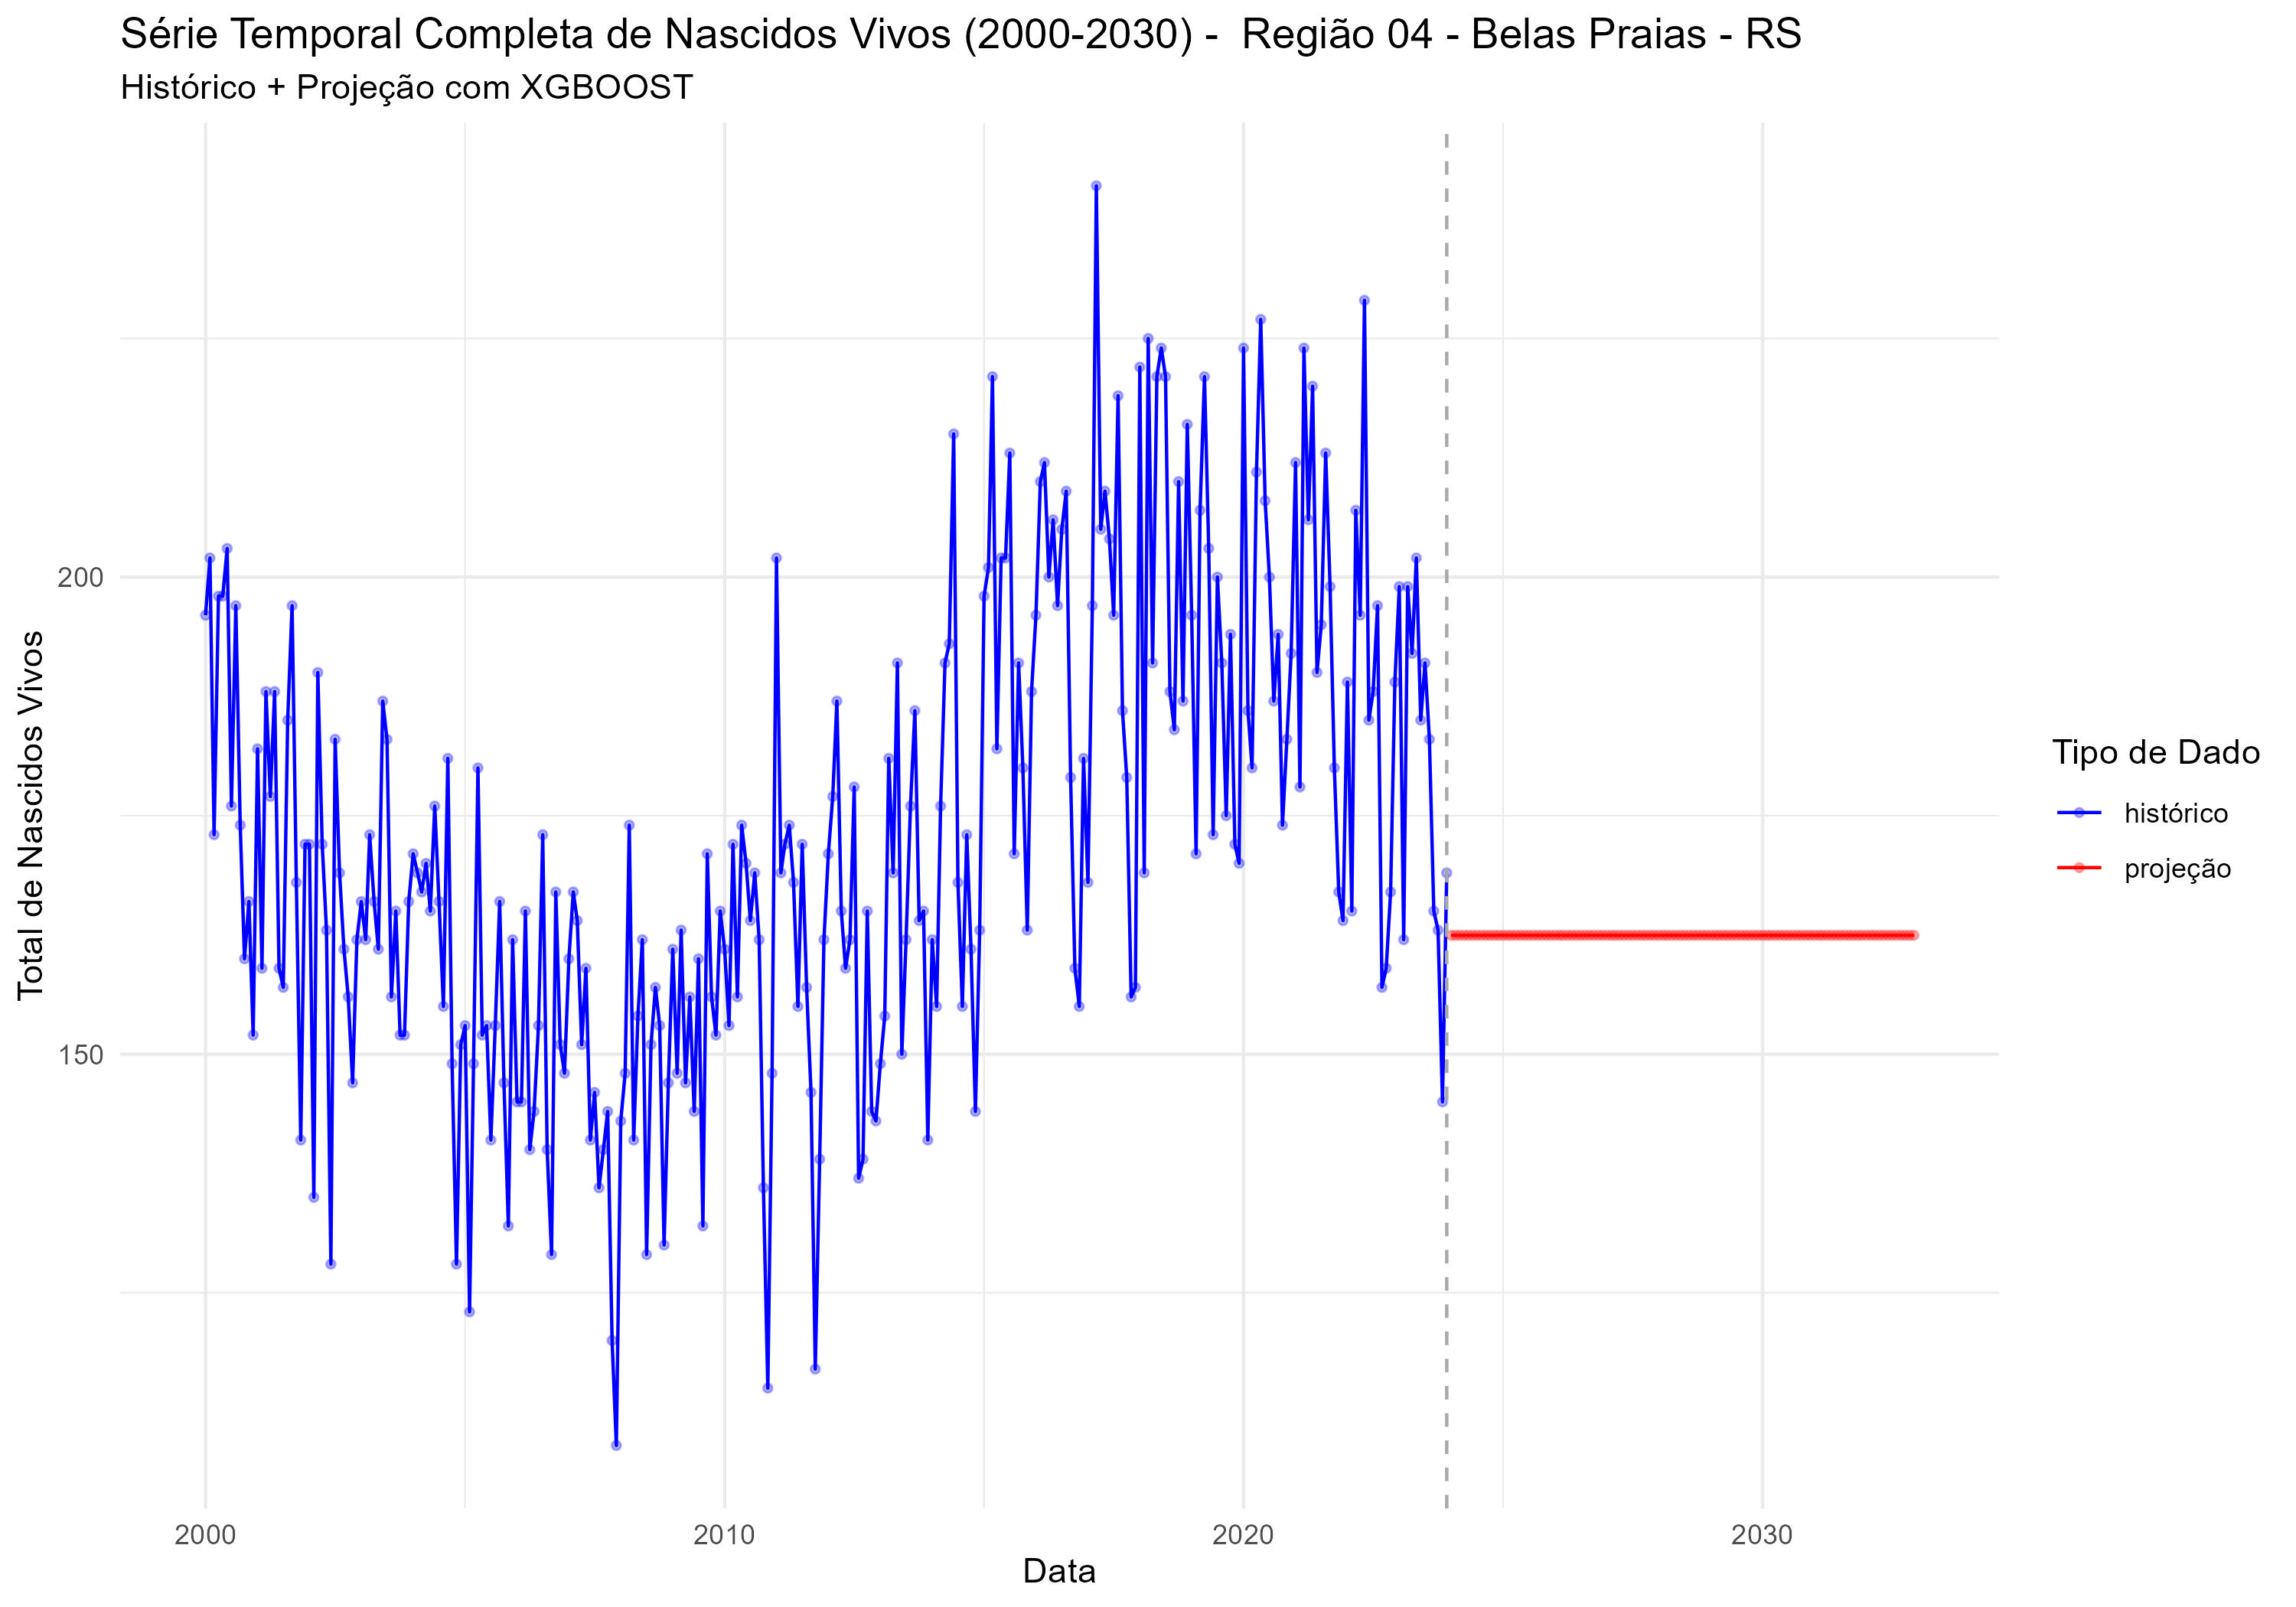 Série Temporal Completa de Nascidos Vivos (2000-2030) -  Região 04 - Belas Praias - RS
Histórico + Projeção com XGBOOST
Total de Nascidos Vivos
200
150
2000
2010
2020
2030
Data
Tipo de Dado
histórico
projeção